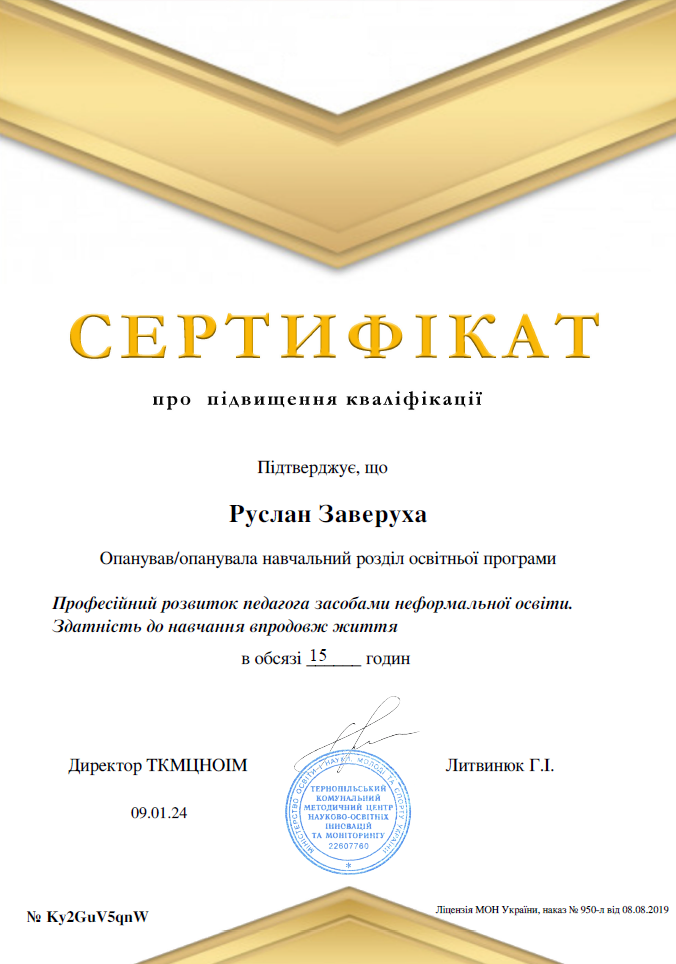 СЕРТИФІКАТ
про підвищення кваліфікації
Підтверджує, що
Руслан Заверуха
Опанував/опанувала навчальний розділ освітньої програми
Професійний розвиток педагога засобами неформальної освіти.
Здатність до навчання впродовж життя
в обсязі 15 годин
Директор ТКМЦНОІМ
Литвинюк Г.І.
09.01.24
МІНІСТЕРСТВО ОСВІТИ І НАУКИ, МОЛОДІ ТА СПОРТУ УКРАЇНИ
ТЕРНОПІЛЬСЬКИЙ
КОМУНАЛЬНИЙ
МЕТОДИЧНИЙ ЦЕНТР
НАУКОВО-ОСВІТНІХ
ІННОВАЦІЙ
ТА МОНІТОРИНГУ
22607760
№ Ky2GuV5qnW
Ліцензія МОН України, наказ № 950-л від 08.08.2019